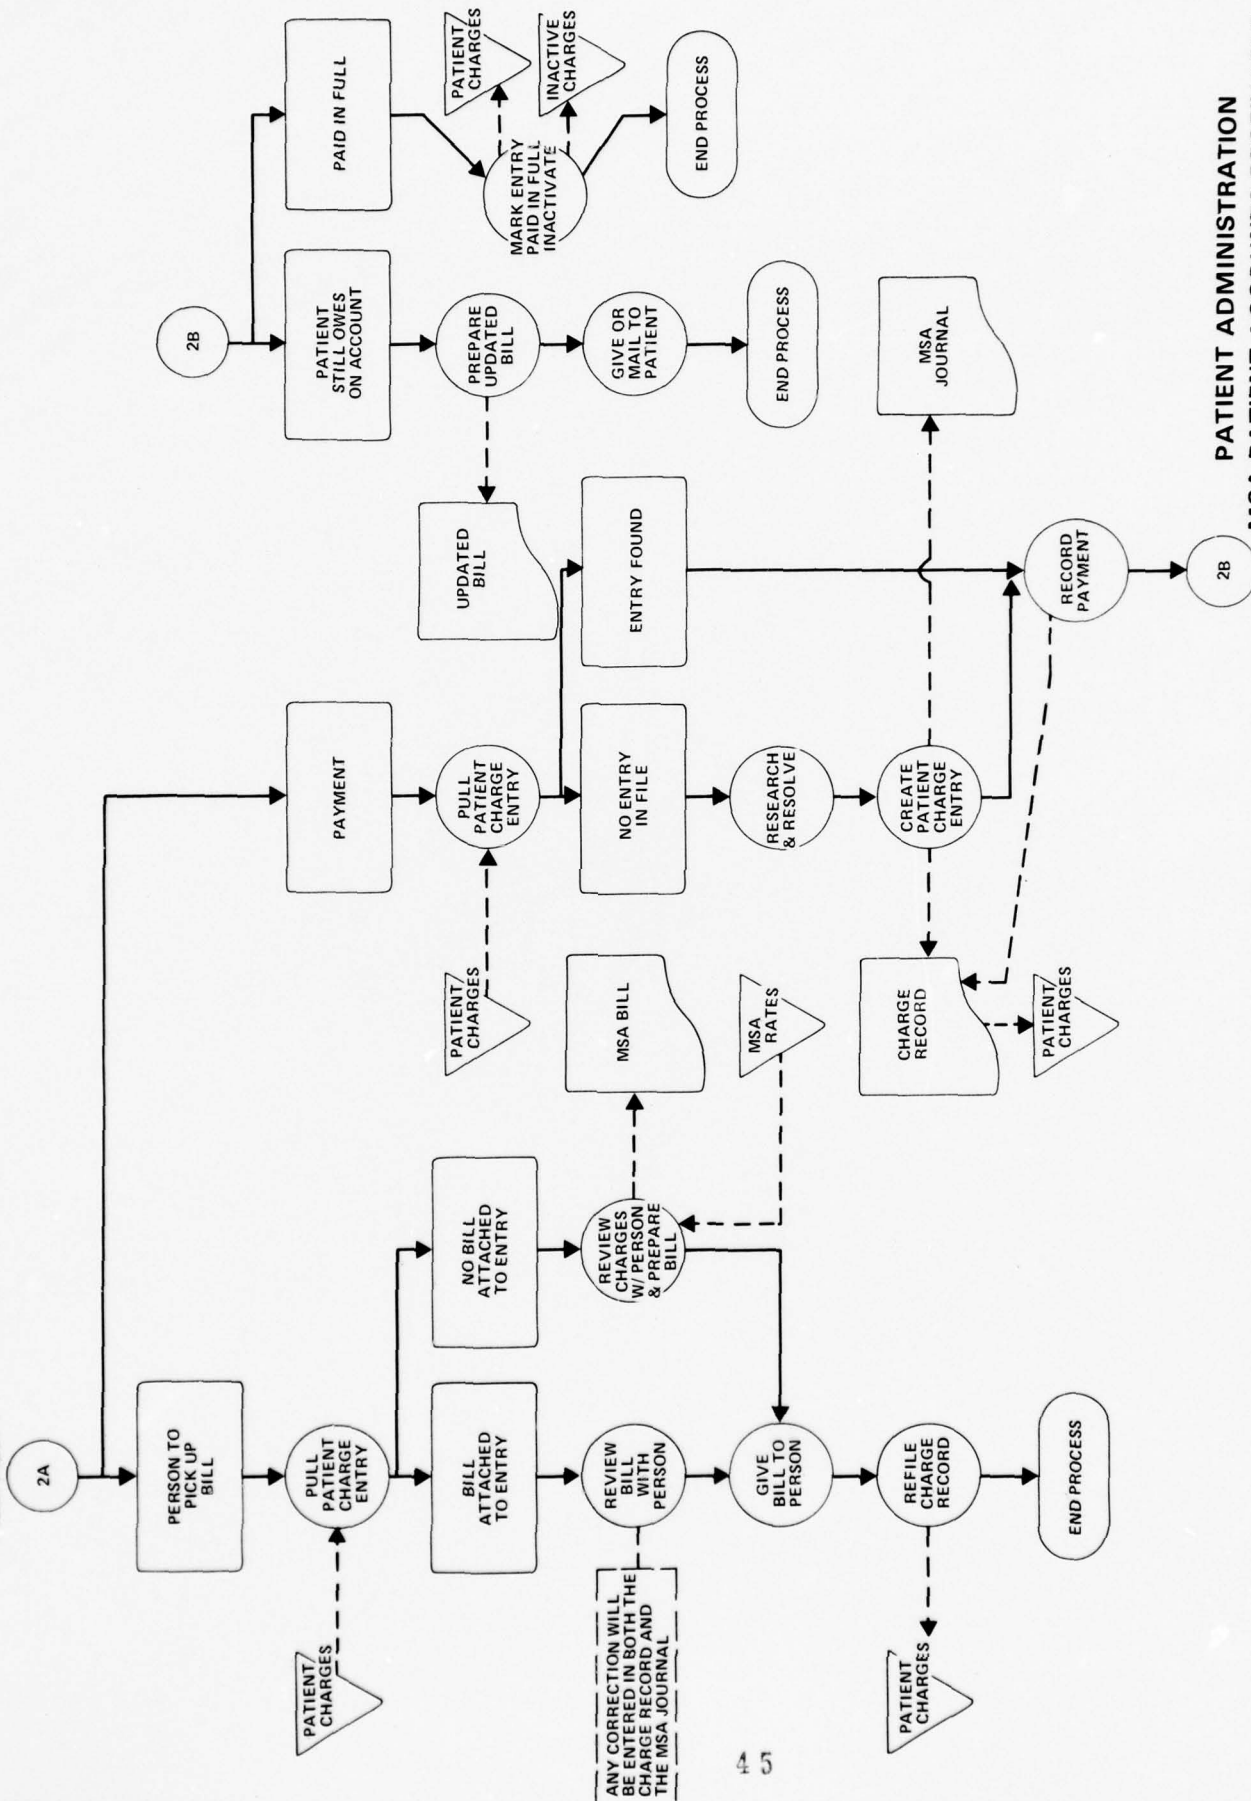 2A
PERSON TO
PICK UP
BILL
PULL
PATIENT
CHARGE
ENTRY
PATIENT
CHARGES
BILL
ATTACHED
TO ENTRY
NO BILL
ATTACHED
TO ENTRY
REVIEW
BILL
WITH
PERSON
ANY CORRECTION WILL
BE ENTERED IN BOTH THE
CHARGE RECORD AND
THE MSA JOURNAL
REVIEW
CHARGES
W/ PERSON
& PREPARE
BILL
MSA BILL
MSA
RATES
GIVE
BILL TO
PERSON
REFILE
CHARGE
RECORD
PATIENT
CHARGES
END PROCESS
PAYMENT
PULL
PATIENT
CHARGE
ENTRY
PATIENT
CHARGES
NO ENTRY
IN FILE
ENTRY FOUND
RESEARCH
& RESOLVE
CREATE
PATIENT
CHARGE
ENTRY
CHARGE
RECORD
PATIENT
CHARGES
MSA
JOURNAL
RECORD
PAYMENT
2B
2B
PATIENT
STILL OWES
ON ACCOUNT
PAID IN FULL
PREPARE
UPDATED
BILL
UPDATED
BILL
GIVE OR
MAIL TO
PATIENT
END PROCESS
MARK ENTRY
PAID IN FULL
INACTIVATE
PATIENT
CHARGES
INACTIVE
CHARGES
END PROCESS
PATIENT ADMINISTRATION
45